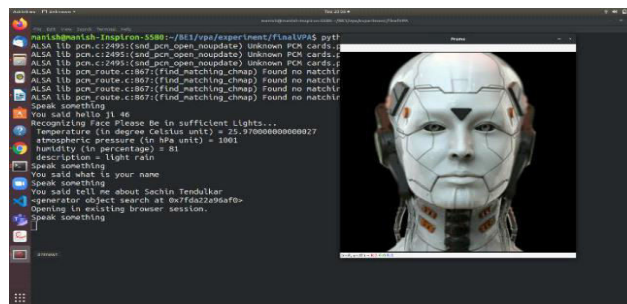 manish@manish-Inspiron-5580:~/BE1/vpa/experiment/finalVPA$ pyth
ALSA lib pcm.c:2495:(snd_pcm_open_noupdate) Unknown PCM cards.p
ALSA lib pcm.c:2495:(snd_pcm_open_noupdate) Unknown PCM cards.p
ALSA lib pcm.c:2495:(snd_pcm_open_noupdate) Unknown PCM cards.p
ALSA lib pcm_route.c:867:(find_matching_chmap) Found no matchin
ALSA lib pcm_route.c:867:(find_matching_chmap) Found no matchin
ALSA lib pcm_route.c:867:(find_matching_chmap) Found no matchin
ALSA lib pcm_route.c:867:(find_matching_chmap) Found no matchin
Speak something
You said hello ji 46
Recognizing Face Please Be in sufficient Lights...
Temperature (in degree Celsius unit) = 25.970000000000027
atmospheric pressure (in hPa unit) = 1001
humidity (in percentage) = 81
description = light rain
Speak something
You said what is your name
Speak something
You said tell me about Sachin Tendulkar
<generator object search at 0x7fda22a96af0>
Opening in existing browser session.
Speak something